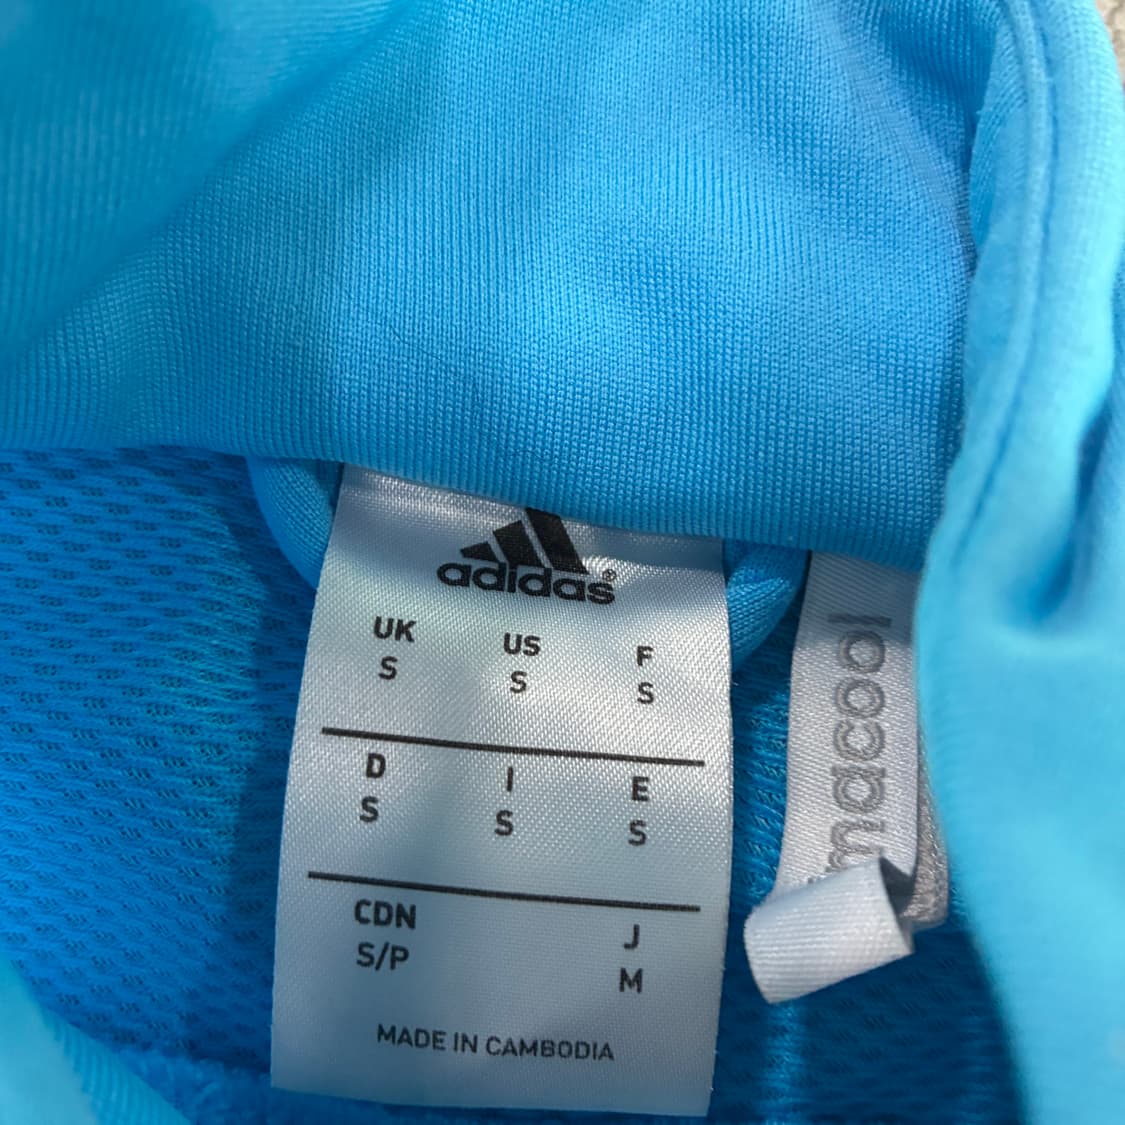 adidas®
UK US F
S S S
D I E
S S S
CDN J
S/P M
MADE IN CAMBODIA
macool